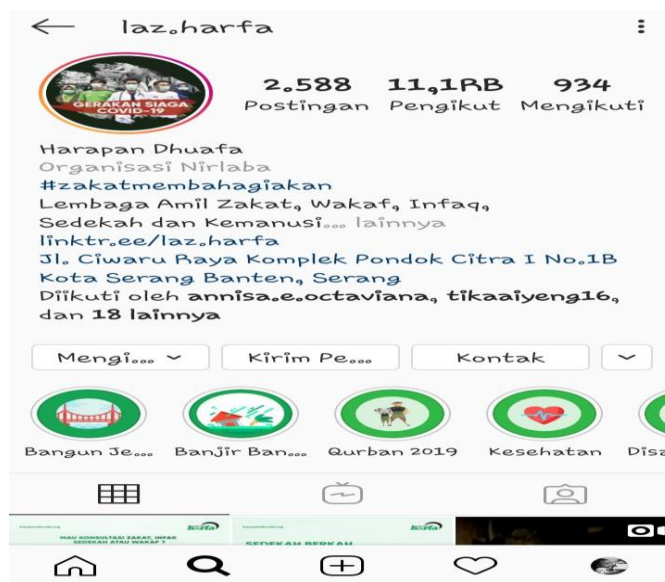 laz.harfa
GERAKAN SIAGA
COVID-19
2.588 11,1RB 934
Postingan Pengikut Mengikuti
Harapan Dhuafa
Organisasi Nirlaba
#zakatmembahagiakan
Lembaga Amil Zakat, Wakaf, Infaq,
Sedekah dan Kemanusi... lainnya
linktr.ee/laz.harfa
Jl. Ciwaru Raya Komplek Pondok Citra I No.1B
Kota Serang Banten, Serang
Diikuti oleh annisa.e.octaviana, tikaaiyeng16,
dan 18 lainnya
Mengi... Kirim Pe... Kontak
Bangun Je... Banjir Ban... Qurban 2019 Kesehatan Disa
MAU KONSULTASI ZAKAT, INFAK
SEDEKAH ATAU WAKAF ?
SEDEKAH BERKAH